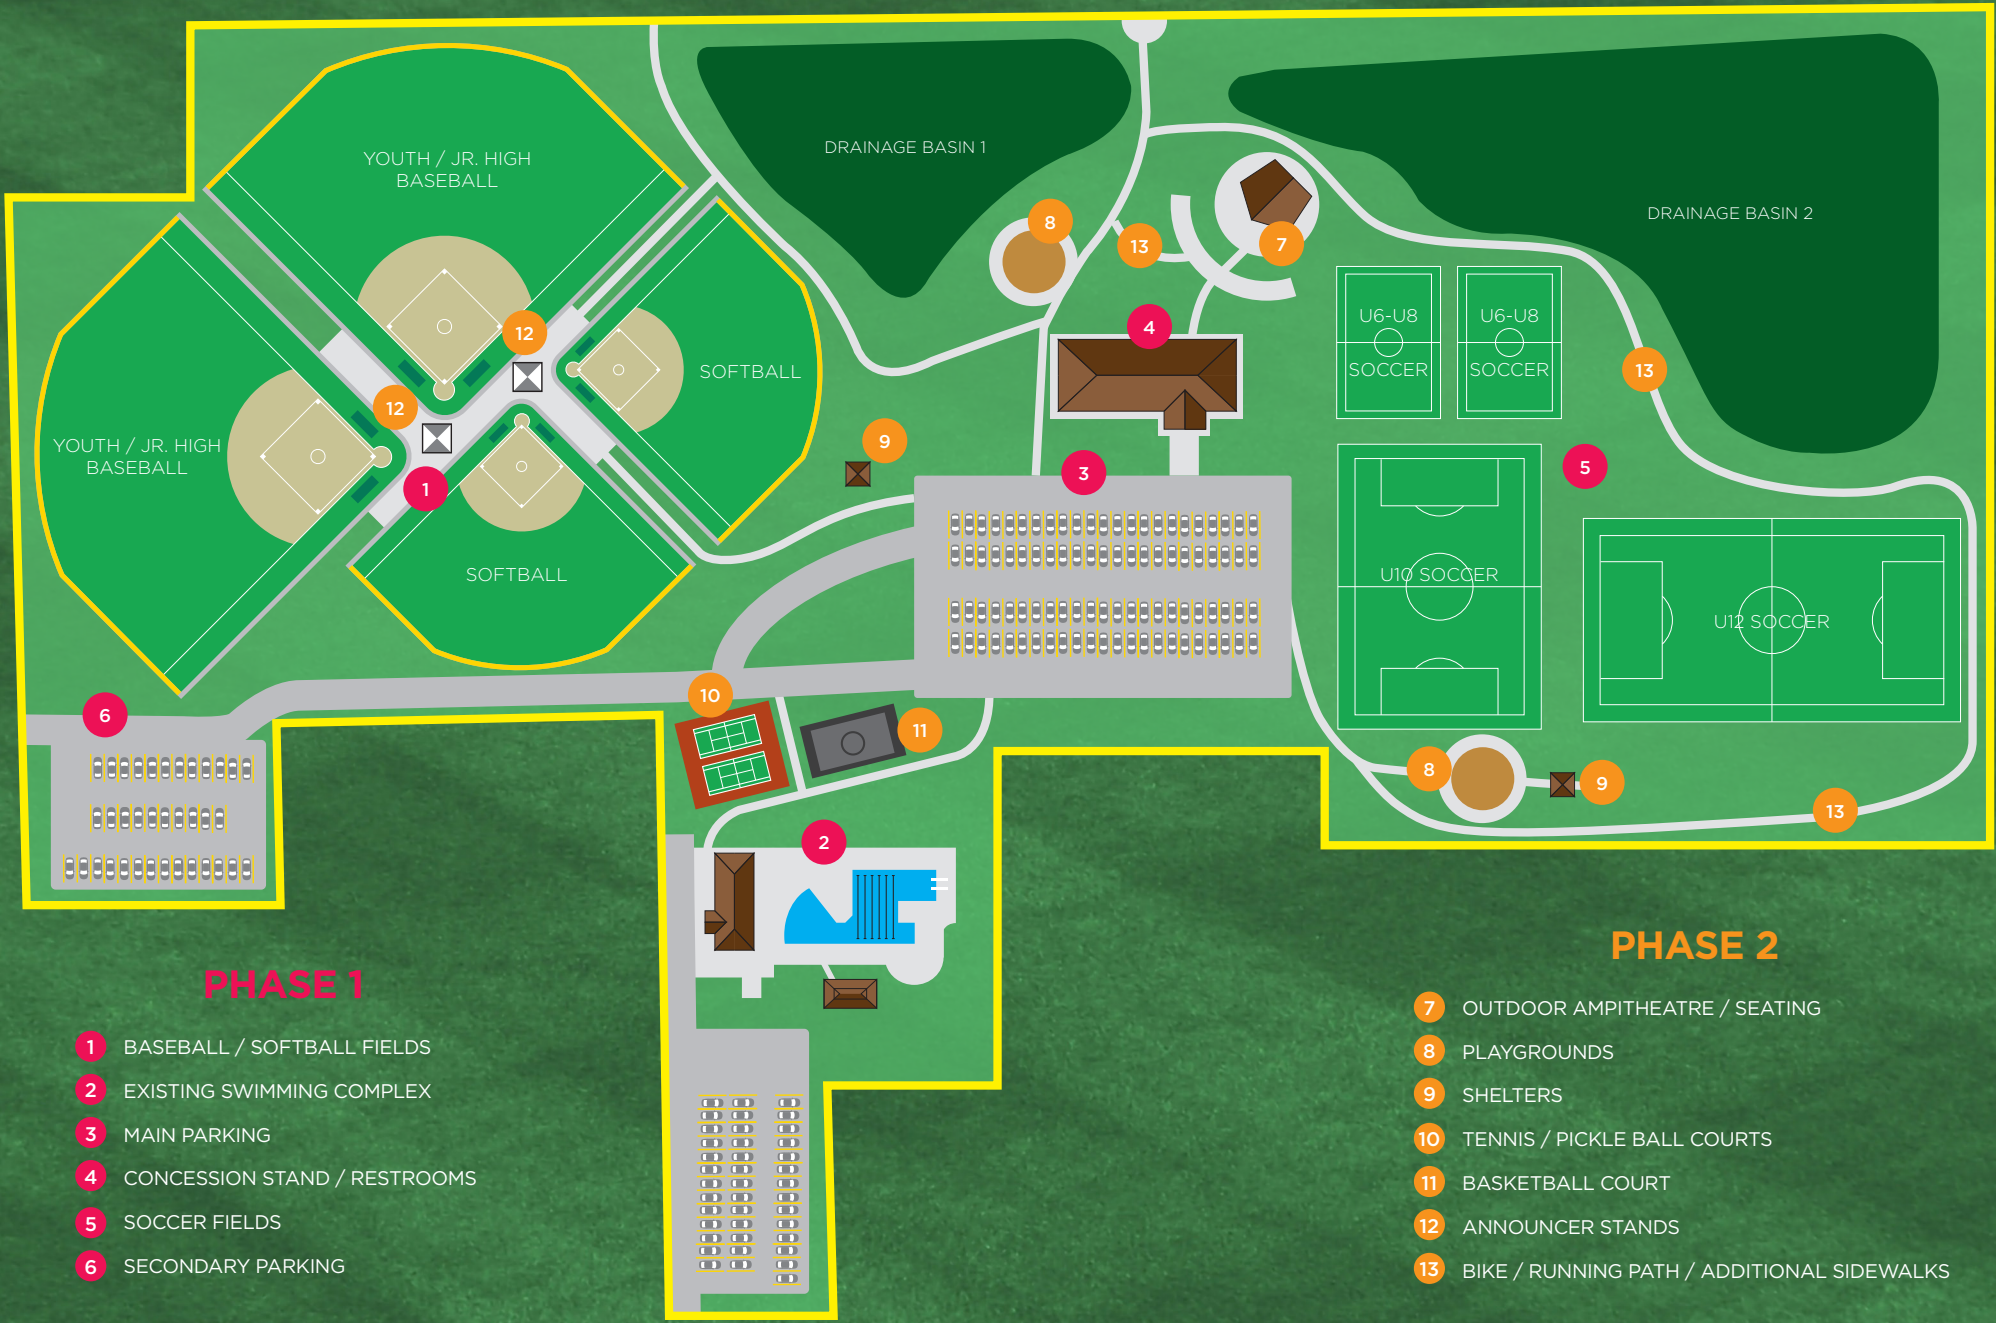 YOUTH / JR. HIGH
BASEBALL
DRAINAGE BASIN 1
DRAINAGE BASIN 2
8
13
7
12
4
U6-U8
SOCCER
U6-U8
SOCCER
SOFTBALL
13
12
YOUTH / JR. HIGH
BASEBALL
9
1
3
5
SOFTBALL
U10 SOCCER
U12 SOCCER
10
6
11
8
9
13
2
PHASE 1
1 BASEBALL / SOFTBALL FIELDS
2 EXISTING SWIMMING COMPLEX
3 MAIN PARKING
4 CONCESSION STAND / RESTROOMS
5 SOCCER FIELDS
6 SECONDARY PARKING
PHASE 2
7 OUTDOOR AMPITHEATRE / SEATING
8 PLAYGROUNDS
9 SHELTERS
10 TENNIS / PICKLE BALL COURTS
11 BASKETBALL COURT
12 ANNOUNCER STANDS
13 BIKE / RUNNING PATH / ADDITIONAL SIDEWALKS